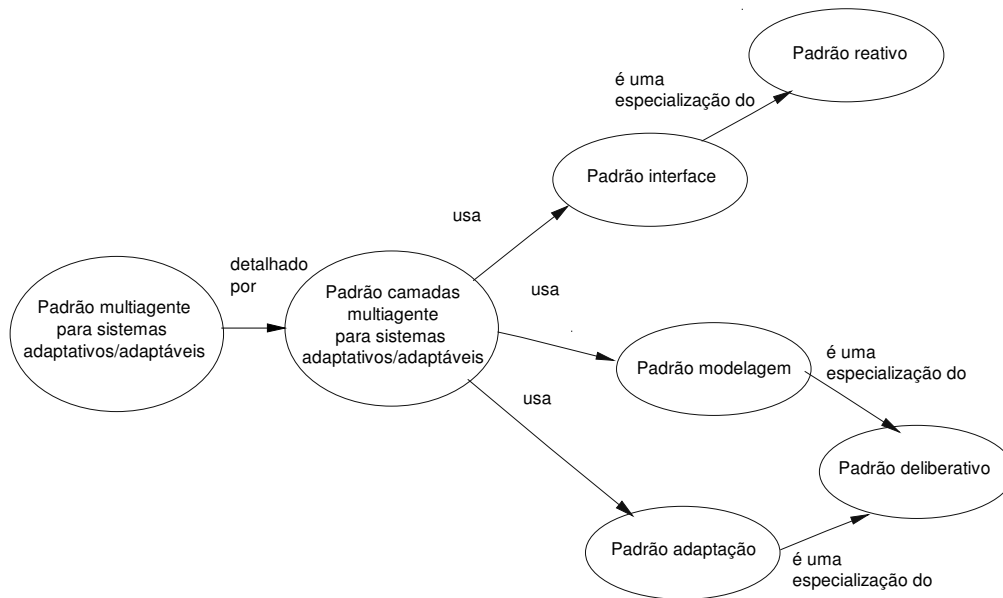 Padrão reativo
é uma
especialização do
Padrão interface
usa
detalhado
por
Padrão multiagente
para sistemas
adaptativos/adaptáveis
Padrão camadas
multiagente
para sistemas
adaptativos/adaptáveis
usa
Padrão modelagem
é uma
especialização do
usa
Padrão deliberativo
Padrão adaptação
é uma
especialização do